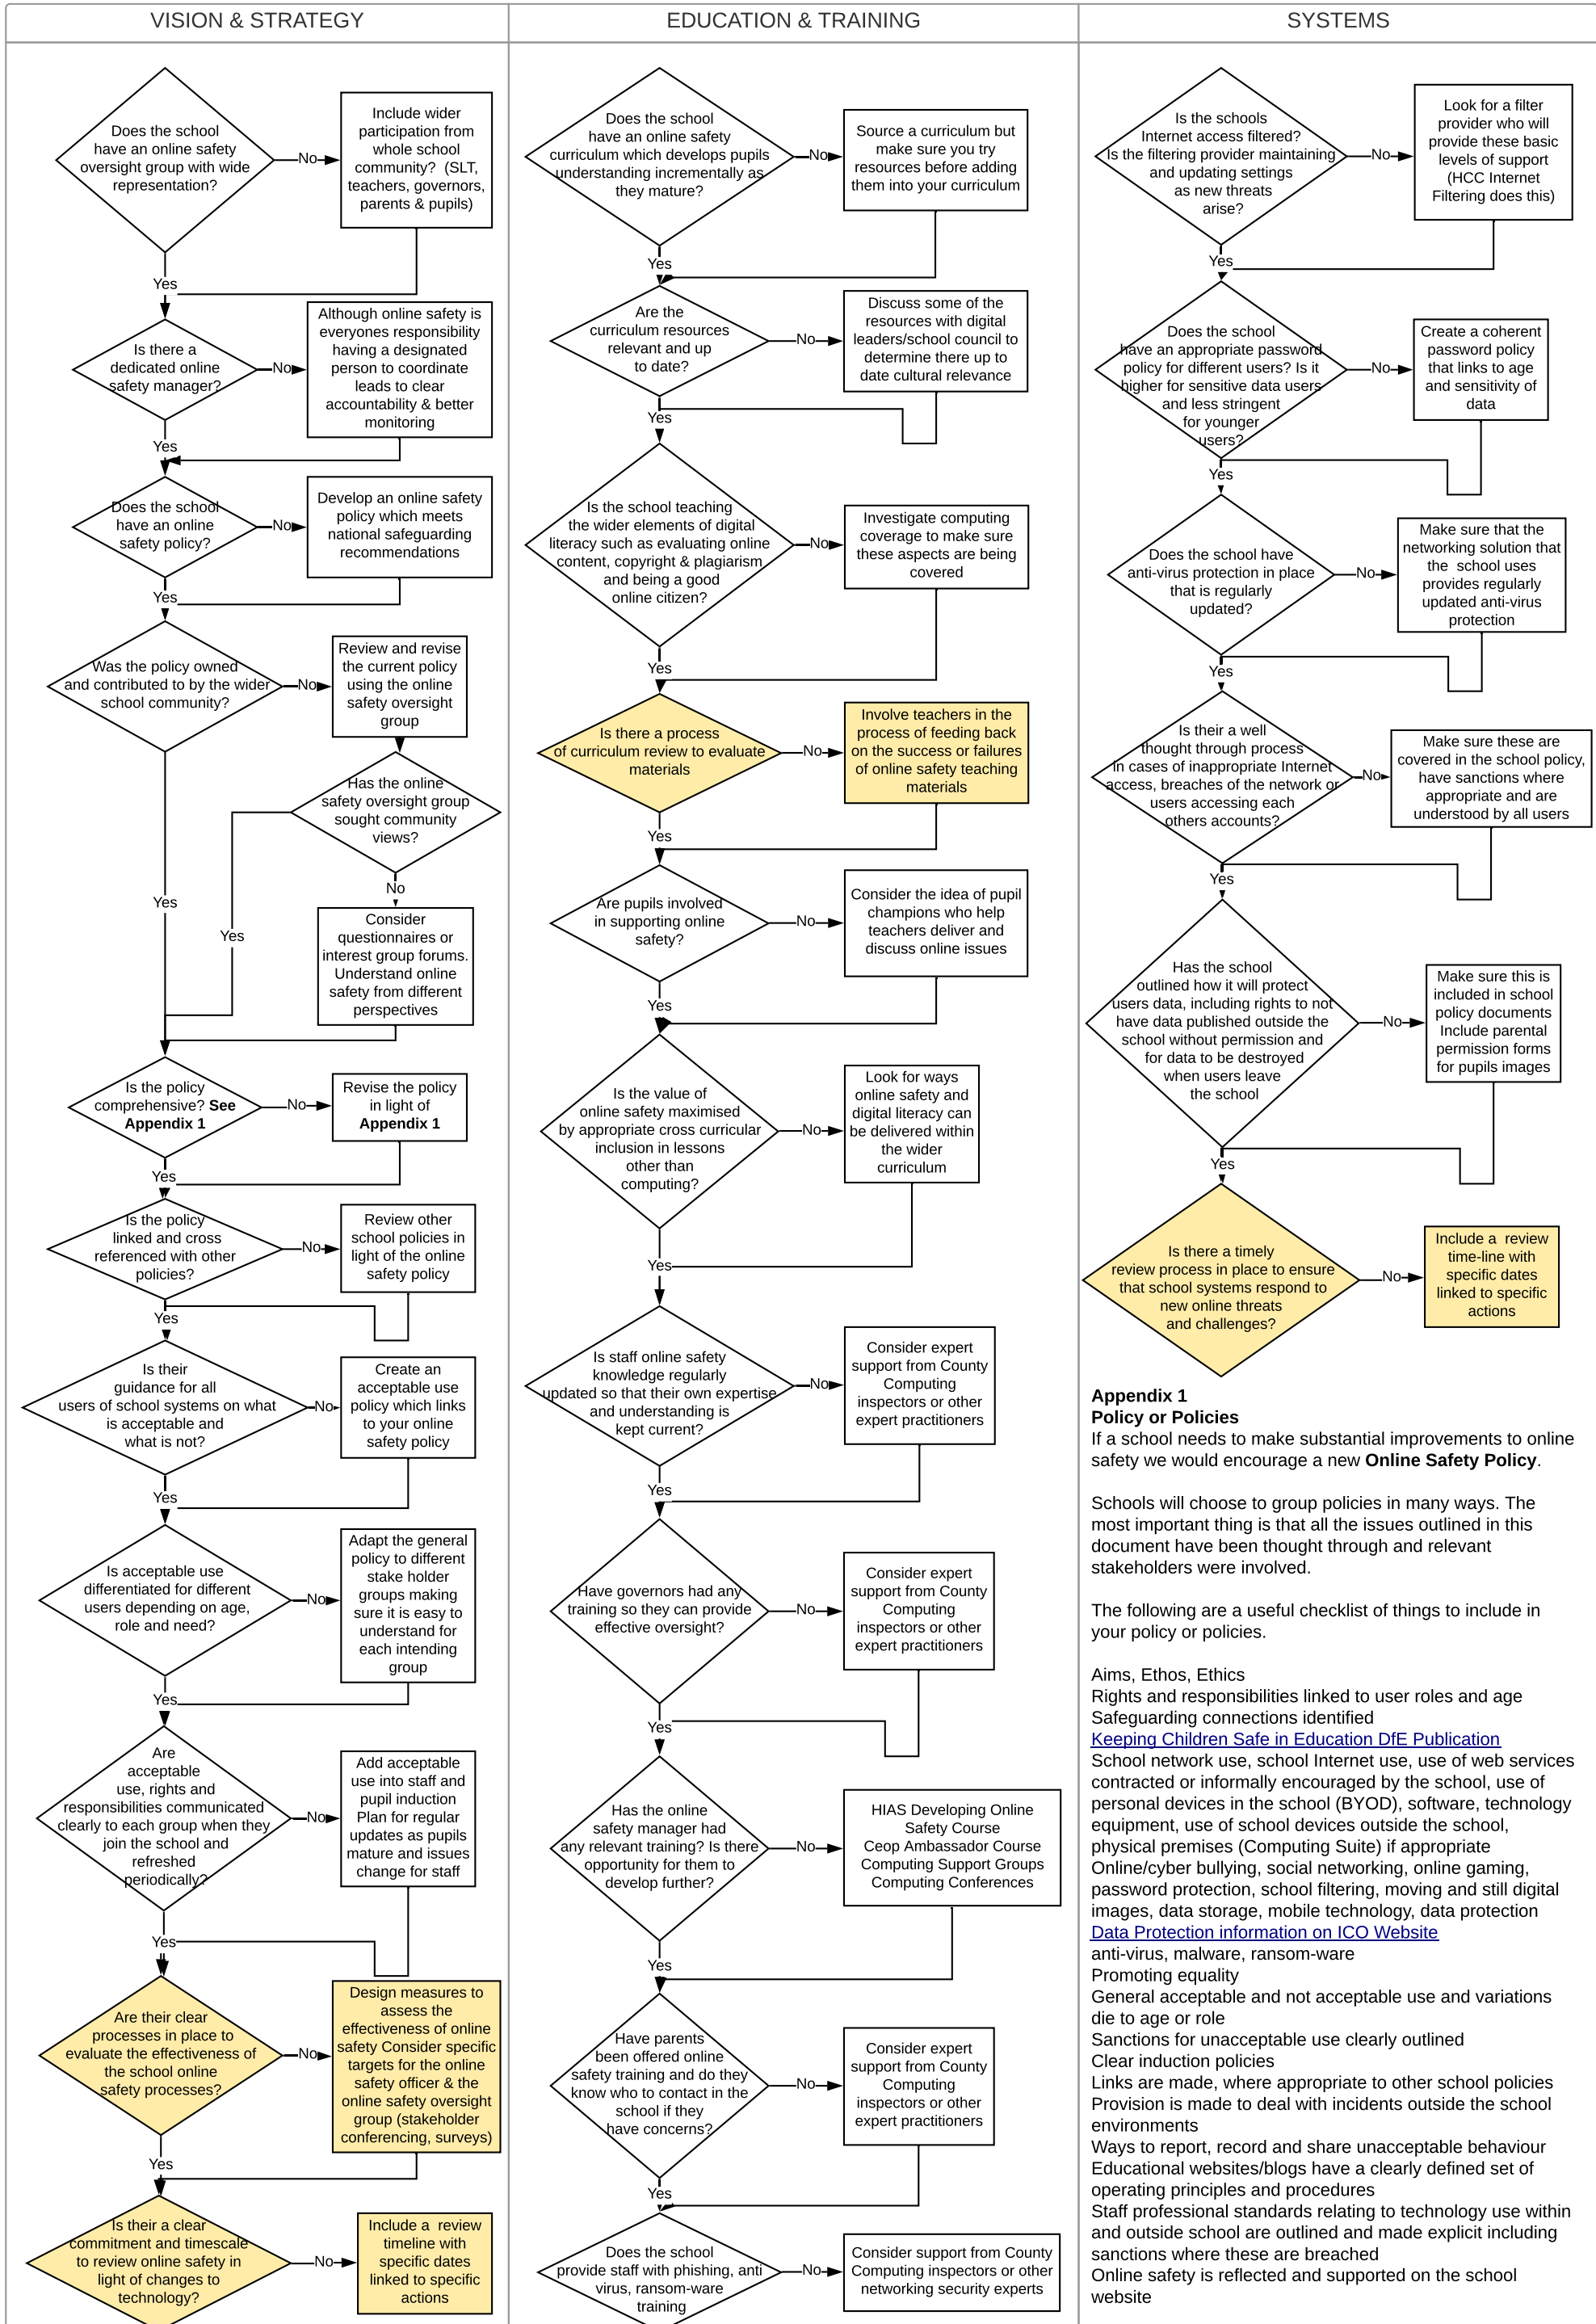 VISION & STRATEGY
Does the school
have an online safety
oversight group with wide
representation?
No
Include wider
participation from
whole school
community?  (SLT,
teachers, governors,
parents & pupils)
Yes
Is there a
dedicated online
safety manager?
No
Although online safety is
everyones responsibility
having a designated
person to coordinate
leads to clear
accountability & better
monitoring
Yes
Does the school
have an online
safety policy?
No
Develop an online safety
policy which meets
national safeguarding
recommendations
Yes
Was the policy owned
and contributed to by the wider
school community?
No
Review and revise
the current policy
using the online
safety oversight
group
Has the online
safety oversight group
sought community
views?
No
Yes
Yes
Consider
questionnaires or
interest group forums.
Understand online
safety from different
perspectives
Is the policy
comprehensive? See
Appendix 1
No
Revise the policy
in light of
Appendix 1
Yes
Is the policy
linked and cross
referenced with other
policies?
No
Review other
school policies in
light of the online
safety policy
Yes
Is their
guidance for all
users of school systems on what
is acceptable and
what is not?
No
Create an
acceptable use
policy which links
to your online
safety policy
Yes
Is acceptable use
differentiated for different
users depending on age,
role and need?
No
Adapt the general
policy to different
stake holder
groups making
sure it is easy to
understand for
each intending
group
Yes
Are
acceptable
use, rights and
responsibilities communicated
clearly to each group when they
join the school and
refreshed
periodically?
No
Add acceptable
use into staff and
pupil induction
Plan for regular
updates as pupils
mature and issues
change for staff
Yes
Are their clear
processes in place to
evaluate the effectiveness of
the school online
safety processes?
No
Design measures to
assess the
effectiveness of online
safety Consider specific
targets for the online
safety officer & the
online safety oversight
group (stakeholder
conferencing, surveys)
Yes
Is their a clear
commitment and timescale
to review online safety in
light of changes to
technology?
No
Include a  review
timeline with
specific dates
linked to specific
actions
EDUCATION & TRAINING
Does the school
have an online safety
curriculum which develops pupils
understanding incrementally as
they mature?
No
Source a curriculum but
make sure you try
resources before adding
them into your curriculum
Yes
Are the
curriculum resources
relevant and up
to date?
No
Discuss some of the
resources with digital
leaders/school council to
determine there up to
date cultural relevance
Yes
Is the school teaching
the wider elements of digital
literacy such as evaluating online
content, copyright & plagiarism
and being a good
online citizen?
No
Investigate computing
coverage to make sure
these aspects are being
covered
Yes
Is there a process
of curriculum review to evaluate
materials
No
Involve teachers in the
process of feeding back
on the success or failures
of online safety teaching
materials
Yes
Are pupils involved
in supporting online
safety?
No
Consider the idea of pupil
champions who help
teachers deliver and
discuss online issues
Yes
Is the value of
online safety maximised
by appropriate cross curricular
inclusion in lessons
other than
computing?
No
Look for ways
online safety and
digital literacy can
be delivered within
the wider
curriculum
Yes
Is staff online safety
knowledge regularly
updated so that their own expertise
and understanding is
kept current?
No
Consider expert
support from County
Computing
inspectors or other
expert practitioners
Yes
Have governors had any
training so they can provide
effective oversight?
No
Consider expert
support from County
Computing
inspectors or other
expert practitioners
Yes
Has the online
safety manager had
any relevant training? Is there
opportunity for them to
develop further?
No
HIAS Developing Online
Safety Course
Ceop Ambassador Course
Computing Support Groups
Computing Conferences
Yes
Have parents
been offered online
safety training and do they
know who to contact in the
school if they
have concerns?
No
Consider expert
support from County
Computing
inspectors or other
expert practitioners
Yes
Does the school
provide staff with phishing, anti
virus, ransom-ware
training
No
Consider support from County
Computing inspectors or other
networking security experts
SYSTEMS
Is the schools
Internet access filtered?
Is the filtering provider maintaining
and updating settings
as new threats
arise?
No
Look for a filter
provider who will
provide these basic
levels of support
(HCC Internet
Filtering does this)
Yes
Does the school
have an appropriate password
policy for different users? Is it
higher for sensitive data users
and less stringent
for younger
users?
No
Create a coherent
password policy
that links to age
and sensitivity of
data
Yes
Does the school have
anti-virus protection in place
that is regularly
updated?
No
Make sure that the
networking solution that
the  school uses
provides regularly
updated anti-virus
protection
Yes
Is their a well
thought through process
in cases of inappropriate Internet
access, breaches of the network or
users accessing each
others accounts?
No
Make sure these are
covered in the school policy,
have sanctions where
appropriate and are
understood by all users
Yes
Has the school
outlined how it will protect
users data, including rights to not
have data published outside the
school without permission and
for data to be destroyed
when users leave
the school
No
Make sure this is
included in school
policy documents
Include parental
permission forms
for pupils images
Yes
Is there a timely
review process in place to ensure
that school systems respond to
new online threats
and challenges?
No
Include a  review
time-line with
specific dates
linked to specific
actions
Appendix 1
Policy or Policies
If a school needs to make substantial improvements to online
safety we would encourage a new Online Safety Policy.
Schools will choose to group policies in many ways. The
most important thing is that all the issues outlined in this
document have been thought through and relevant
stakeholders were involved.
The following are a useful checklist of things to include in
your policy or policies.
Aims, Ethos, Ethics
Rights and responsibilities linked to user roles and age
Safeguarding connections identified
Keeping Children Safe in Education DfE Publication
School network use, school Internet use, use of web services
contracted or informally encouraged by the school, use of
personal devices in the school (BYOD), software, technology
equipment, use of school devices outside the school,
physical premises (Computing Suite) if appropriate
Online/cyber bullying, social networking, online gaming,
password protection, school filtering, moving and still digital
images, data storage, mobile technology, data protection
Data Protection information on ICO Website
anti-virus, malware, ransom-ware
Promoting equality
General acceptable and not acceptable use and variations
die to age or role
Sanctions for unacceptable use clearly outlined
Clear induction policies
Links are made, where appropriate to other school policies
Provision is made to deal with incidents outside the school
environments
Ways to report, record and share unacceptable behaviour
Educational websites/blogs have a clearly defined set of
operating principles and procedures
Staff professional standards relating to technology use within
and outside school are outlined and made explicit including
sanctions where these are breached
Online safety is reflected and supported on the school
website